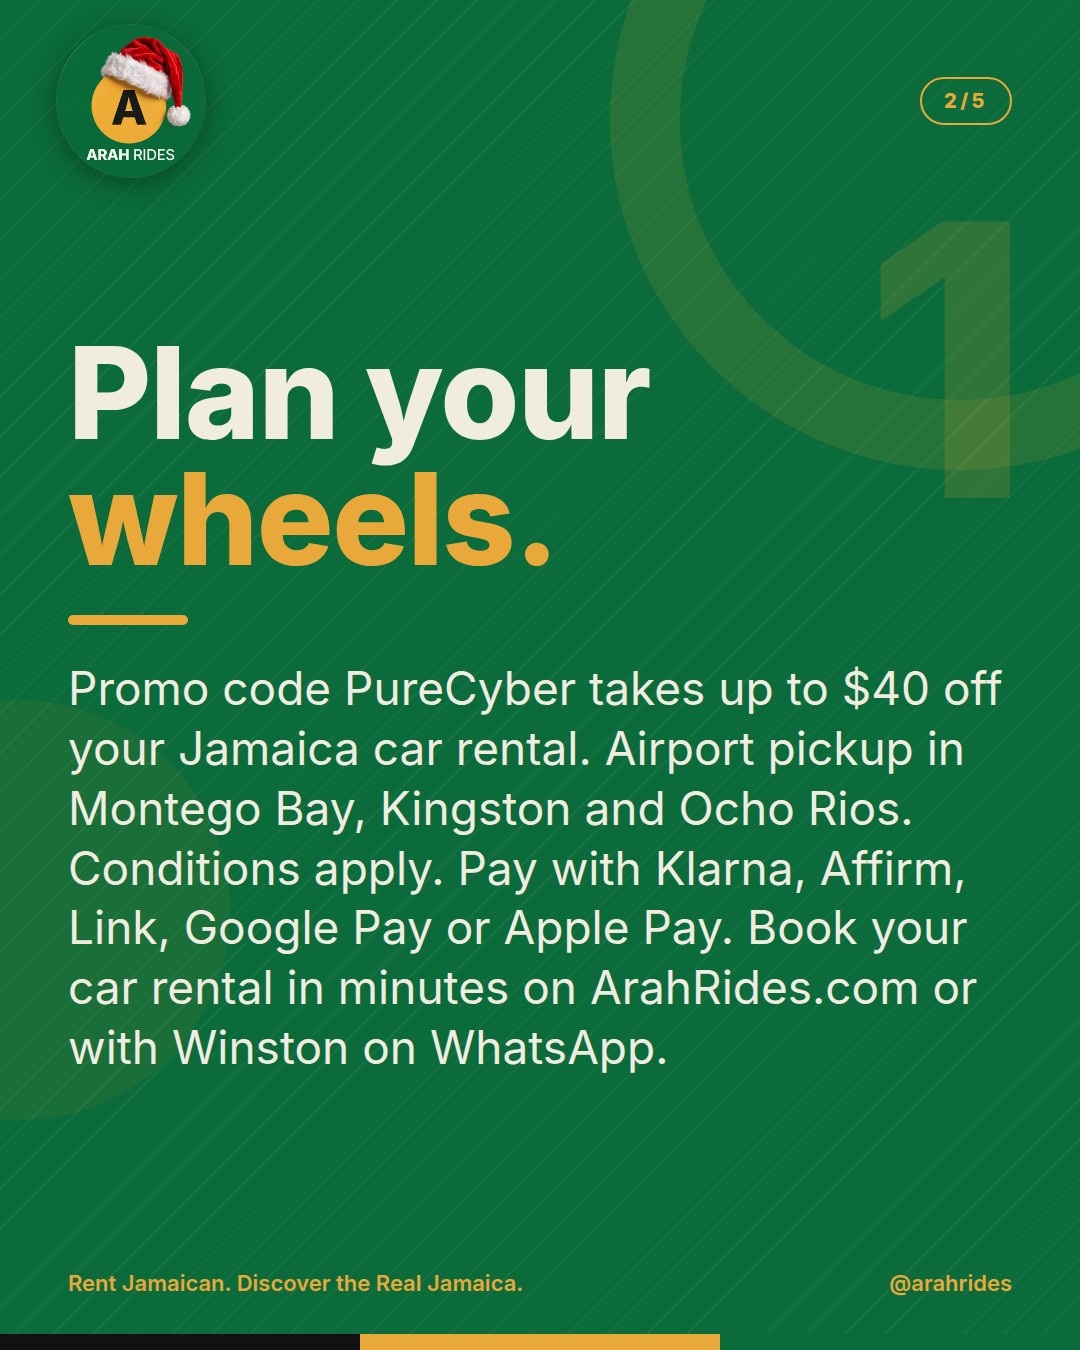 A
ARAH RIDES
2/5
1
Plan your
wheels.
Promo code PureCyber takes up to $40 off
your Jamaica car rental. Airport pickup in
Montego Bay, Kingston and Ocho Rios.
Conditions apply. Pay with Klarna, Affirm,
Link, Google Pay or Apple Pay. Book your
car rental in minutes on ArahRides.com or
with Winston on WhatsApp.
Rent Jamaican. Discover the Real Jamaica.
@arahrides